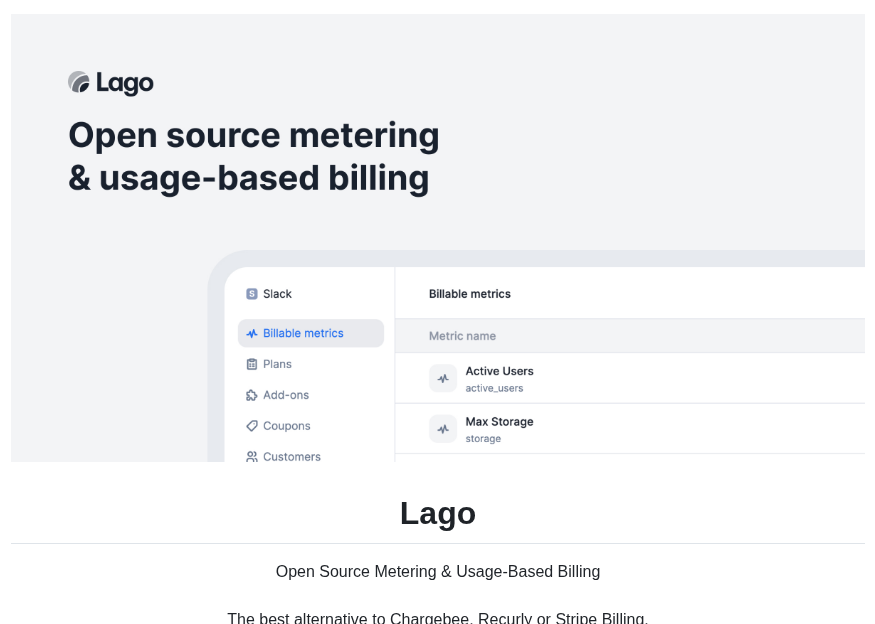 Lago
Open source metering
& usage-based billing
S Slack
Billable metrics
Billable metrics
Metric name
Plans
Active Users
active_users
Add-ons
Coupons
Max Storage
storage
Customers
Lago
Open Source Metering & Usage-Based Billing
The best alternative to Chargebee, Recurly or Stripe Billing.